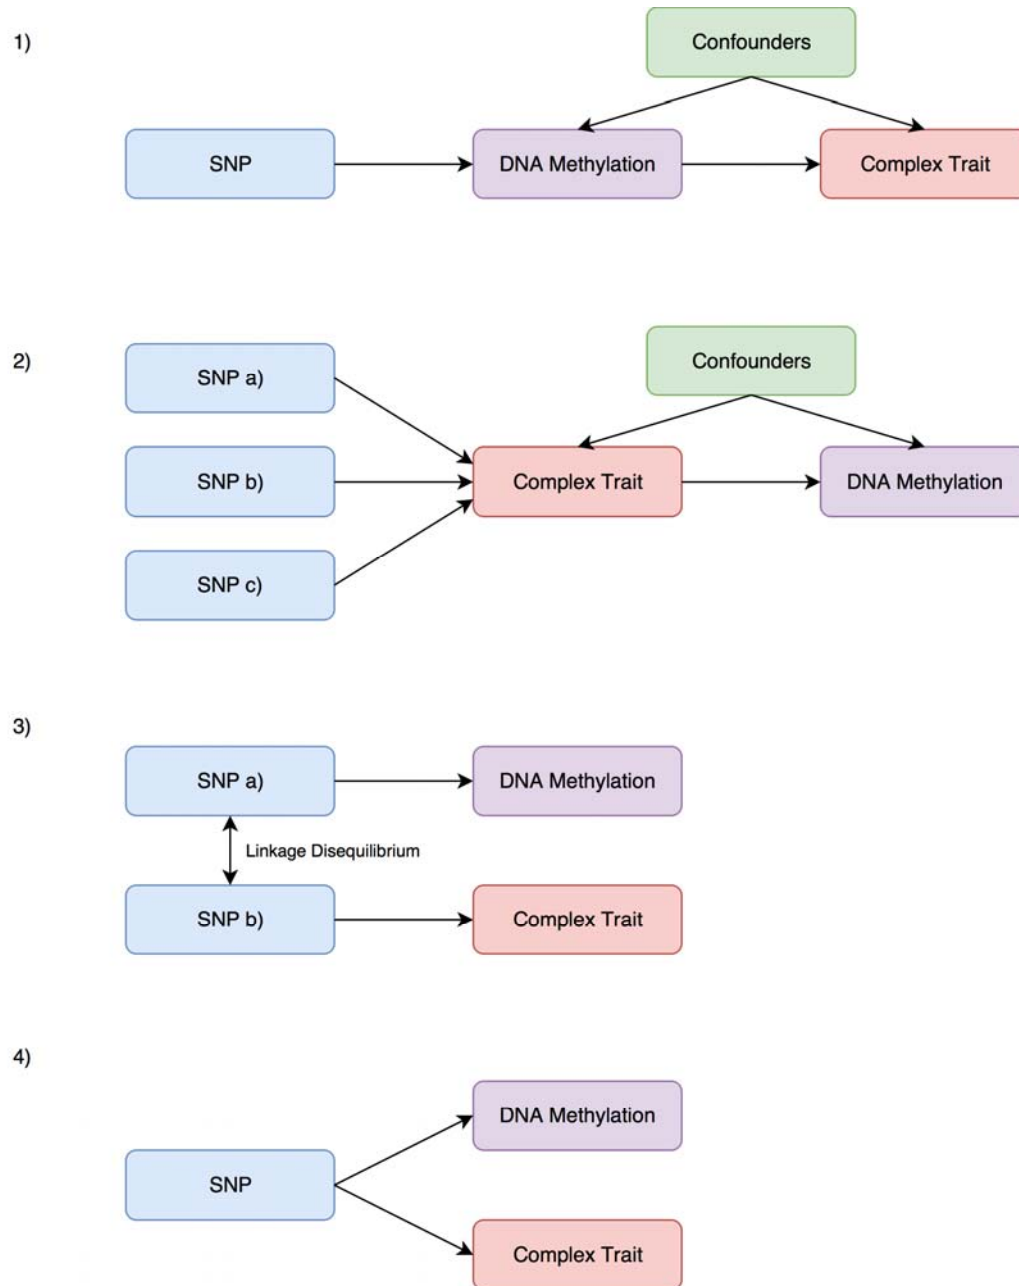 1)
Confounders
SNP
DNA Methylation
Complex Trait
2)
SNP a)
Confounders
SNP b)
Complex Trait
DNA Methylation
SNP c)
3)
SNP a)
DNA Methylation
Linkage Disequilibrium
SNP b)
Complex Trait
4)
DNA Methylation
SNP
Complex Trait